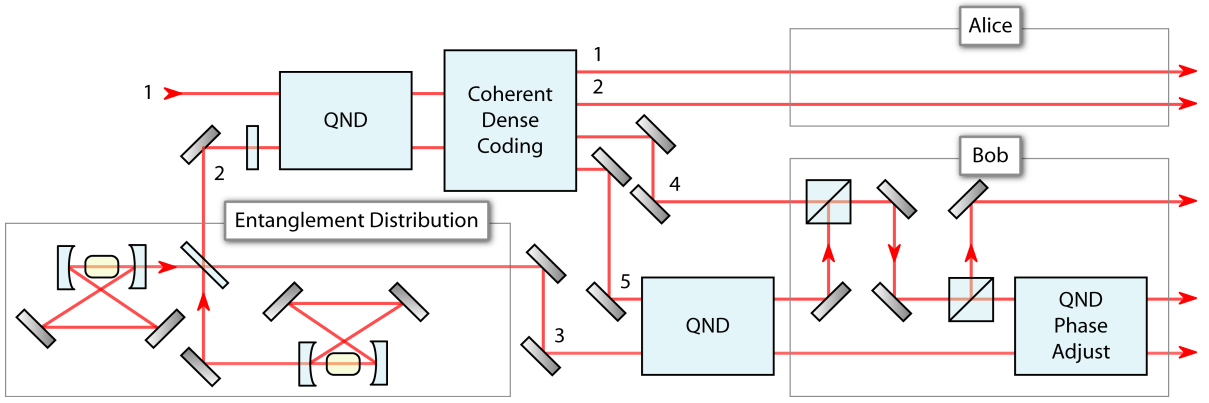 Alice
1
1
2
QND
Coherent
Dense
Coding
2
4
Bob
Entanglement Distribution
5
3
QND
QND
Phase
Adjust